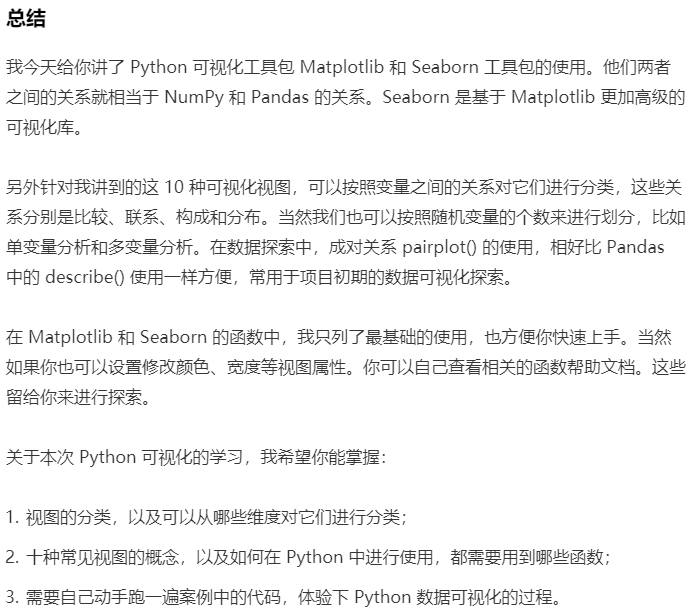 总结
我今天给你讲了 Python 可视化工具包 Matplotlib 和 Seaborn 工具包的使用。他们两者
之间的关系就相当于 NumPy 和 Pandas 的关系。Seaborn 是基于 Matplotlib 更加高级的
可视化库。
另外针对我讲到的这 10 种可视化视图，可以按照变量之间的关系对它们进行分类，这些关
系分别是比较、联系、构成和分布。当然我们也可以按照随机变量的个数来进行划分，比如
单变量分析和多变量分析。在数据探索中，成对关系 pairplot() 的使用，相好比 Pandas
中的 describe() 使用一样方便，常用于项目初期的数据可视化探索。
在 Matplotlib 和 Seaborn 的函数中，我只列了最基础的使用，也方便你快速上手。当然
如果你也可以设置修改颜色、宽度等视图属性。你可以自己查看相关的函数帮助文档。这些
留给你来进行探索。
关于本次 Python 可视化的学习，我希望你能掌握：
1. 视图的分类，以及可以从哪些维度对它们进行分类；
2. 十种常见视图的概念，以及如何在 Python 中进行使用，都需要用到哪些函数；
3. 需要自己动手跑一遍案例中的代码，体验下 Python 数据可视化的过程。